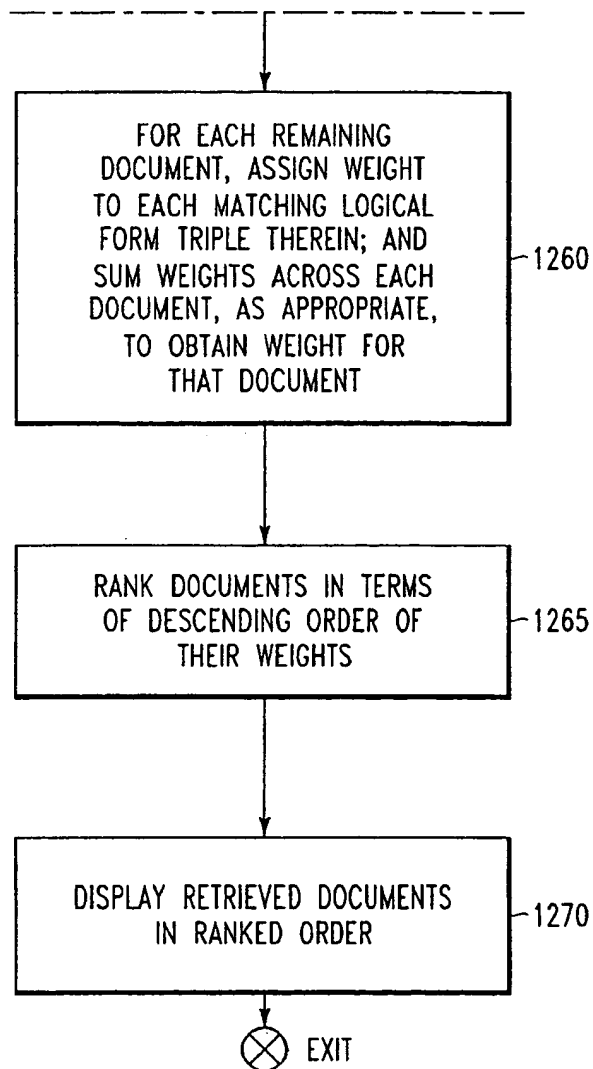 FOR EACH REMAINING
DOCUMENT, ASSIGN WEIGHT
TO EACH MATCHING LOGICAL
FORM TRIPLE THEREIN; AND
SUM WEIGHTS ACROSS EACH
DOCUMENT, AS APPROPRIATE,
TO OBTAIN WEIGHT FOR
THAT DOCUMENT
1260
RANK DOCUMENTS IN TERMS
OF DESCENDING ORDER OF
THEIR WEIGHTS
1265
DISPLAY RETRIEVED DOCUMENTS
IN RANKED ORDER
1270
EXIT